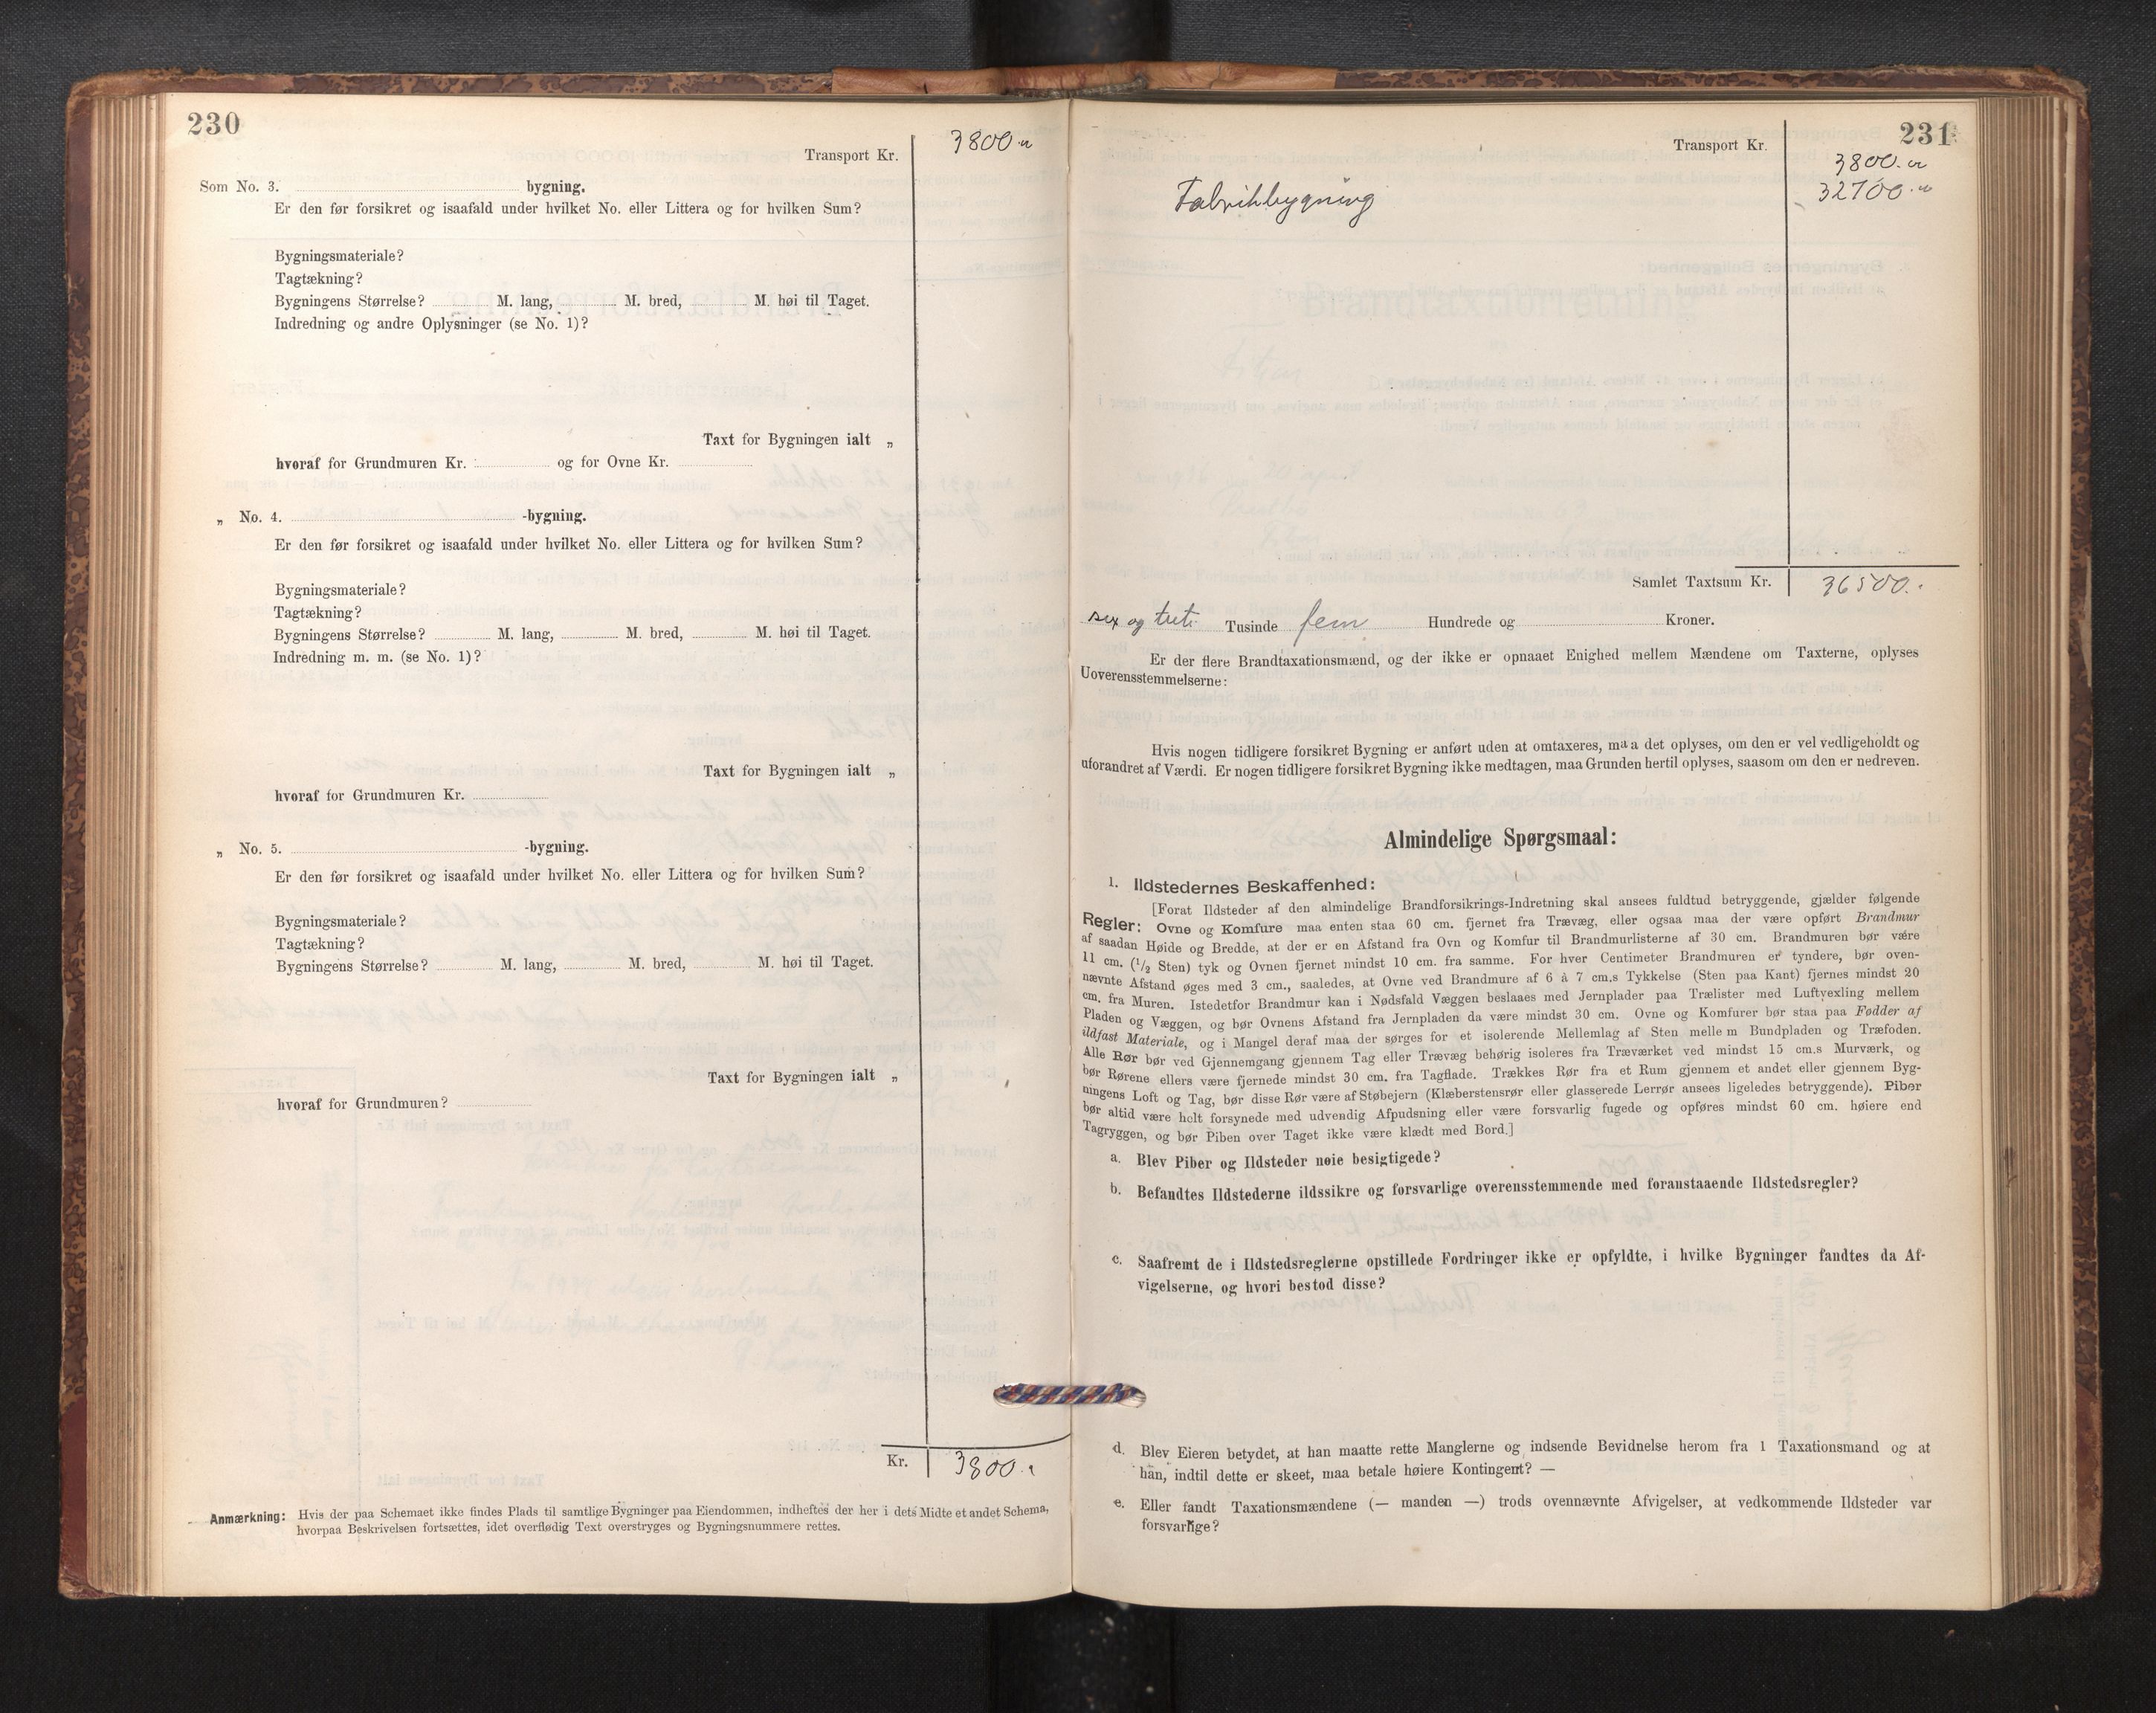 230
Transport Kr. 3800.
Som No. 3. bygning.
Er den før forsikret og isaafald under hvilket No. eller Littera og for hvilken Sum?
Bygningsmateriale?
Tagtækning?
Bygningens Størrelse? M. lang, M. bred, M. høi til Taget.
Indredning og andre Oplysninger (se No. 1)?
Taxt for Bygningen ialt „
hvoraf for Grundmuren Kr. og for Ovne Kr.
„ No. 4. -bygning.
Er den før forsikret og isaafald under hvilket No. eller Littera og for hvilken Sum?
Bygningsmateriale?
Tagtækning?
Bygningens Størrelse? M. lang, M. bred, M. høi til Taget.
Indredning m. m. (se No. 1)?
Taxt for Bygningen ialt „
hvoraf for Grundmuren Kr.
„ No. 5. -bygning.
Er den før forsikret og isaafald under hvilket No. eller Littera og for hvilken Sum?
Bygningsmateriale?
Tagtækning?
Bygningens Størrelse? M. lang, M. bred, M. høi til Taget.
Taxt for Bygningen ialt „
hvoraf for Grundmuren?
Kr. 3800.
Anmærkning: Hvis der paa Schemaet ikke findes Plads til samtlige Bygninger paa Eiendommen, indheftes der her i dets Midte et andet Schema,
hvorpaa Beskrivelsen fortsættes, idet overflødig Text overstryges og Bygningsnummere rettes.
231
Transport Kr.
3800.
Fabrikbygning 32700.
Samlet Taxtsum Kr. 36500.
sex og treti Tusinde fem Hundrede og Kroner.
Er der flere Brandtaxationsmænd, og der ikke er opnaaet Enighed mellem Mændene om Taxterne, oplyses
Uoverensstemmelserne:
Hvis nogen tidligere forsikret Bygning er anført uden at omtaxeres, maa det oplyses, om den er vel vedligeholdt og
uforandret af Værdi. Er nogen tidligere forsikret Bygning ikke medtagen, maa Grunden hertil oplyses, saasom om den er nedreven.
Almindelige Spørgsmaal:
1. Ildstedernes Beskaffenhed:
[Forat Ildsteder af den almindelige Brandforsikrings-Indretning skal ansees fuldtud betryggende, gjælder følgende
Regler: Ovne og Komfure maa enten staa 60 cm. fjernet fra Trævæg, eller ogsaa maa der være opført Brandmur
af saadan Høide og Bredde, at der er en Afstand fra Ovn og Komfur til Brandmurlisterne af 30 cm. Brandmuren bør være
11 cm. (1/2 Sten) tyk og Ovnen fjernet mindst 10 cm. fra samme. For hver Centimeter Brandmuren er tyndere, bør oven-
nævnte Afstand øges med 3 cm., saaledes, at Ovne ved Brandmure af 6 à 7 cm.s Tykkelse (Sten paa Kant) fjernes mindst 20
cm. fra Muren. Istedetfor Brandmur kan i Nødsfald Væggen beslaaes med Jernplader paa Trælister med Luftvexling mellem
Pladen og Væggen, og bør Ovnens Afstand fra Jernpladen da være mindst 30 cm. Ovne og Komfurer bør staa paa Fødder af
ildfast Materiale, og i Mangel deraf maa der sørges for et isolerende Mellemlag af Sten mellem Bundpladen og Træfoden.
Alle Rør bør ved Gjennemgang gjennem Tag eller Trævæg behørig isoleres fra Træværket ved mindst 15 cm.s Murværk, og
bør Rørene ellers være fjernede mindst 30 cm. fra Tagflade. Trækkes Rør fra et Rum gjennem et andet eller gjennem Byg-
ningens Loft og Tag, bør disse Rør være af Støbejern (Klæberstensrør eller glasserede Lerrør ansees ligeledes betryggende). Piber
bør altid være helt forsynede med udvendig Afpudsning eller være forsvarlig fugede og opføres mindst 60 cm. høiere end
Tagryggen, og bør Piben over Taget ikke være klædt med Bord.]
a. Blev Piber og Ildsteder nøie besigtigede?
b. Befandtes Ildstederne ildssikre og forsvarlige overensstemmende med foranstaaende Ildstedsregler?
c. Saafremt de i Ildstedsreglerne opstillede Fordringer ikke er opfyldte, i hvilke Bygninger fandtes da Af-
vigelserne, og hvori bestod disse?
d. Blev Eieren betydet, at han maatte rette Manglerne og indsende Bevidnelse herom fra 1 Taxationsmand og at
han, indtil dette er skeet, maa betale høiere Kontingent? —
e. Eller fandt Taxationsmændene (— manden —) trods ovennævnte Afvigelser, at vedkommende Ildsteder var
forsvarlige?